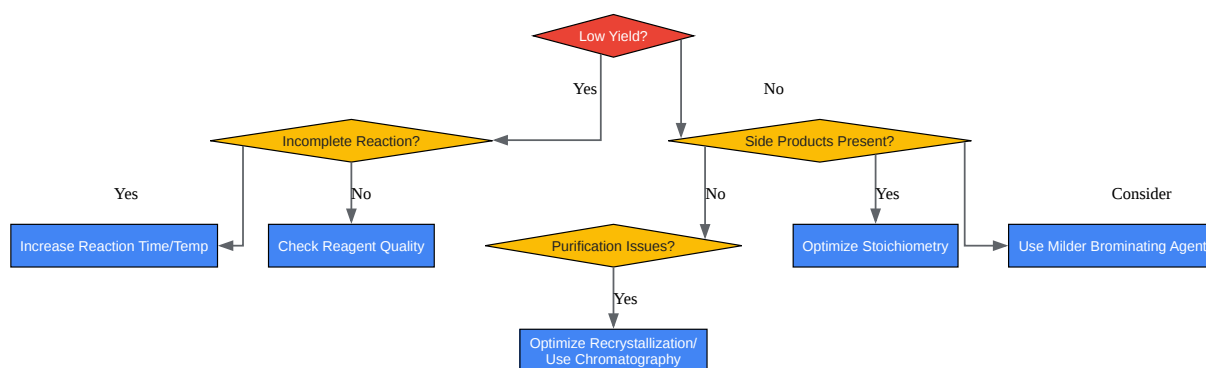 Low Yield?
Yes
No
Incomplete Reaction?
Side Products Present?
Yes
No
No
Yes
Consider
Increase Reaction Time/Temp
Check Reagent Quality
Purification Issues?
Optimize Stoichiometry
Use Milder Brominating Agent
Yes
Optimize Recrystallization/
Use Chromatography